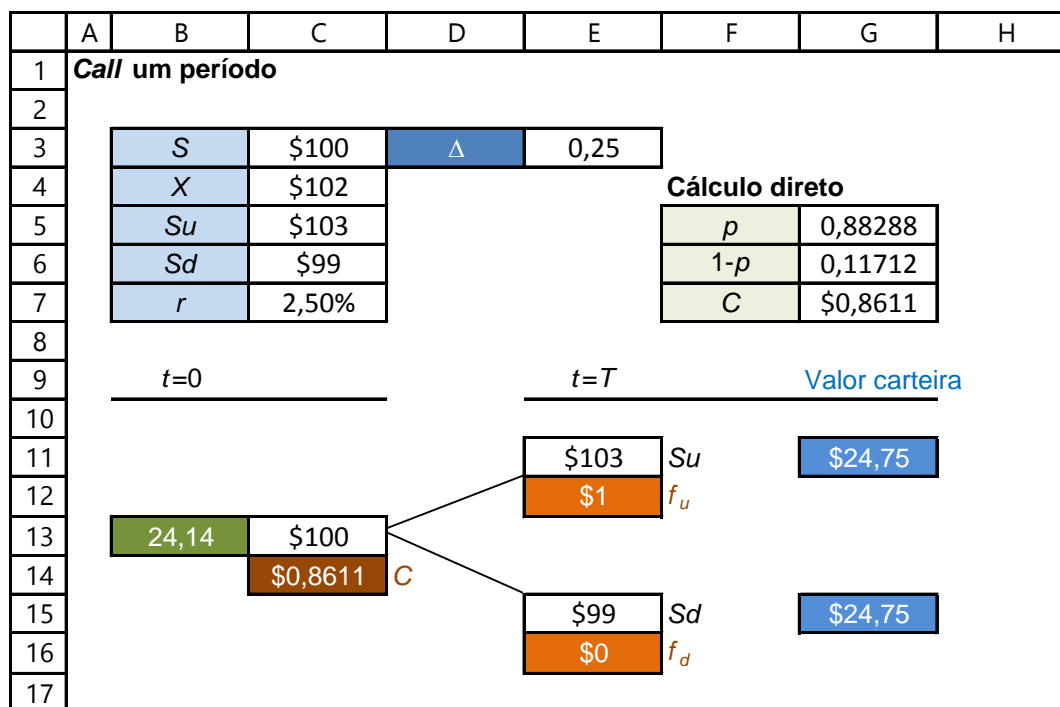 A B C D E F G H
1 Call um período
2
3 S $100 Δ 0,25
4 X $102 Cálculo direto
5 Su $103 p 0,88288
6 Sd $99 1-p 0,11712
7 r 2,50% C $0,8611
8
9 t=0 t=T Valor carteira
10
11 $103 Su $24,75
12 $1 f u
13 24,14 $100
14 $0,8611 C
15 $99 Sd $24,75
16 $0 f d
17